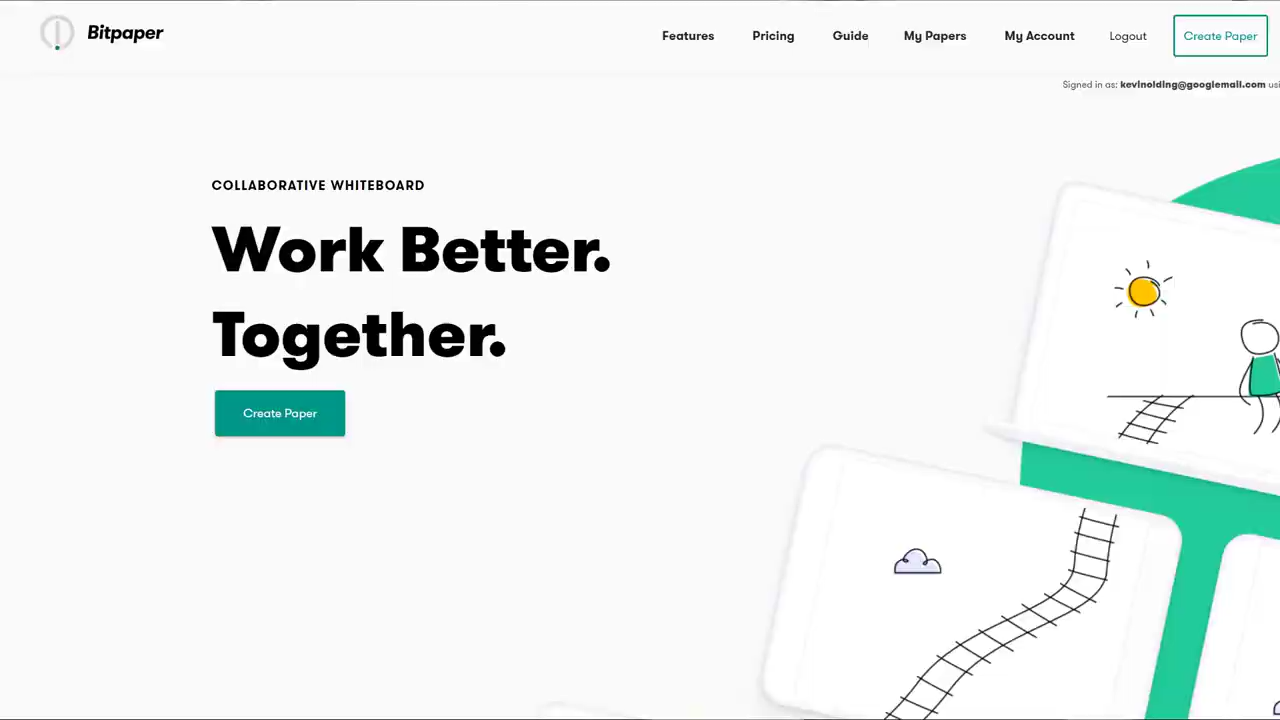 Bitpaper
Features Pricing Guide My Papers My Account Logout Create Paper
Signed in as: kevinolding@googlemail.com usi
COLLABORATIVE WHITEBOARD
Work Better.
Together.
Create Paper